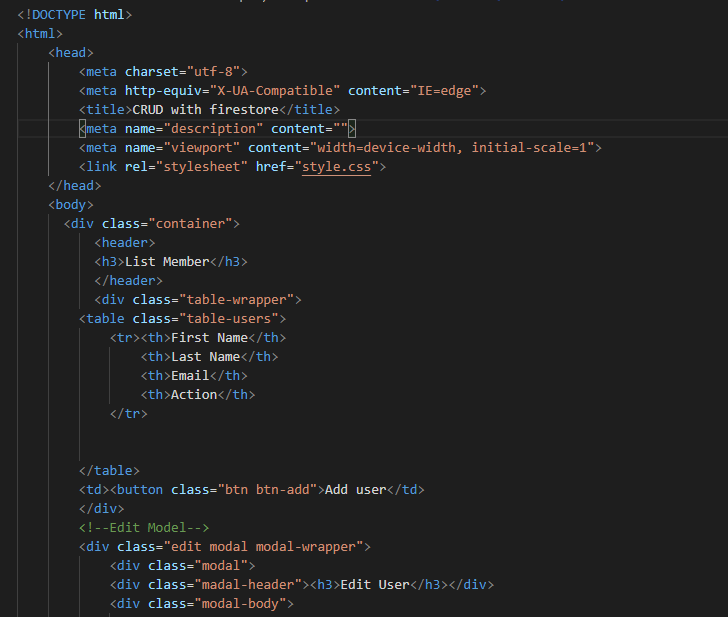 <!DOCTYPE html>
<html>
<head>
<meta charset="utf-8">
<meta http-equiv="X-UA-Compatible" content="IE=edge">
<title>CRUD with firestore</title>
<meta name="description" content="">
<meta name="viewport" content="width=device-width, initial-scale=1">
<link rel="stylesheet" href="style.css">
</head>
<body>
<div class="container">
<header>
<h3>List Member</h3>
</header>
<div class="table-wrapper">
<table class="table-users">
<tr><th>First Name</th>
<th>Last Name</th>
<th>Email</th>
<th>Action</th>
</tr>
</table>
<td><button class="btn btn-add">Add user</td>
</div>
<!--Edit Model-->
<div class="edit modal modal-wrapper">
<div class="modal">
<div class="madal-header"><h3>Edit User</h3></div>
<div class="modal-body">